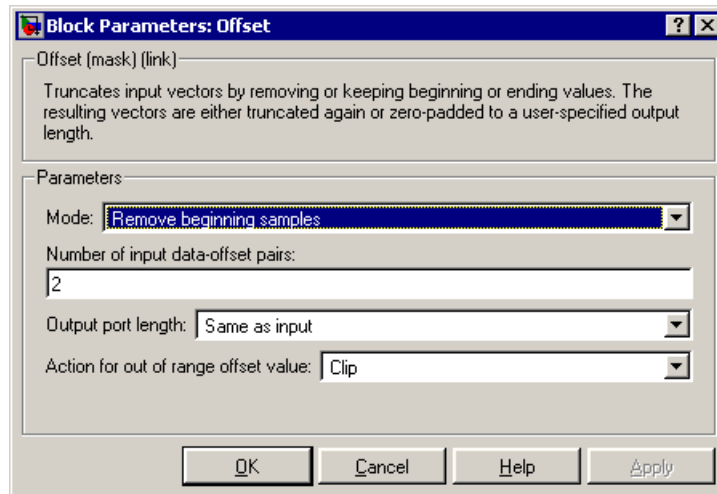 Block Parameters: Offset
Offset (mask) (link)
Truncates input vectors by removing or keeping beginning or ending values. The
resulting vectors are either truncated again or zero-padded to a user-specified output
length.
Parameters
Mode: Remove beginning samples
Number of input data-offset pairs:
2
Output port length: Same as input
Action for out of range offset value: Clip
OK Cancel Help Apply